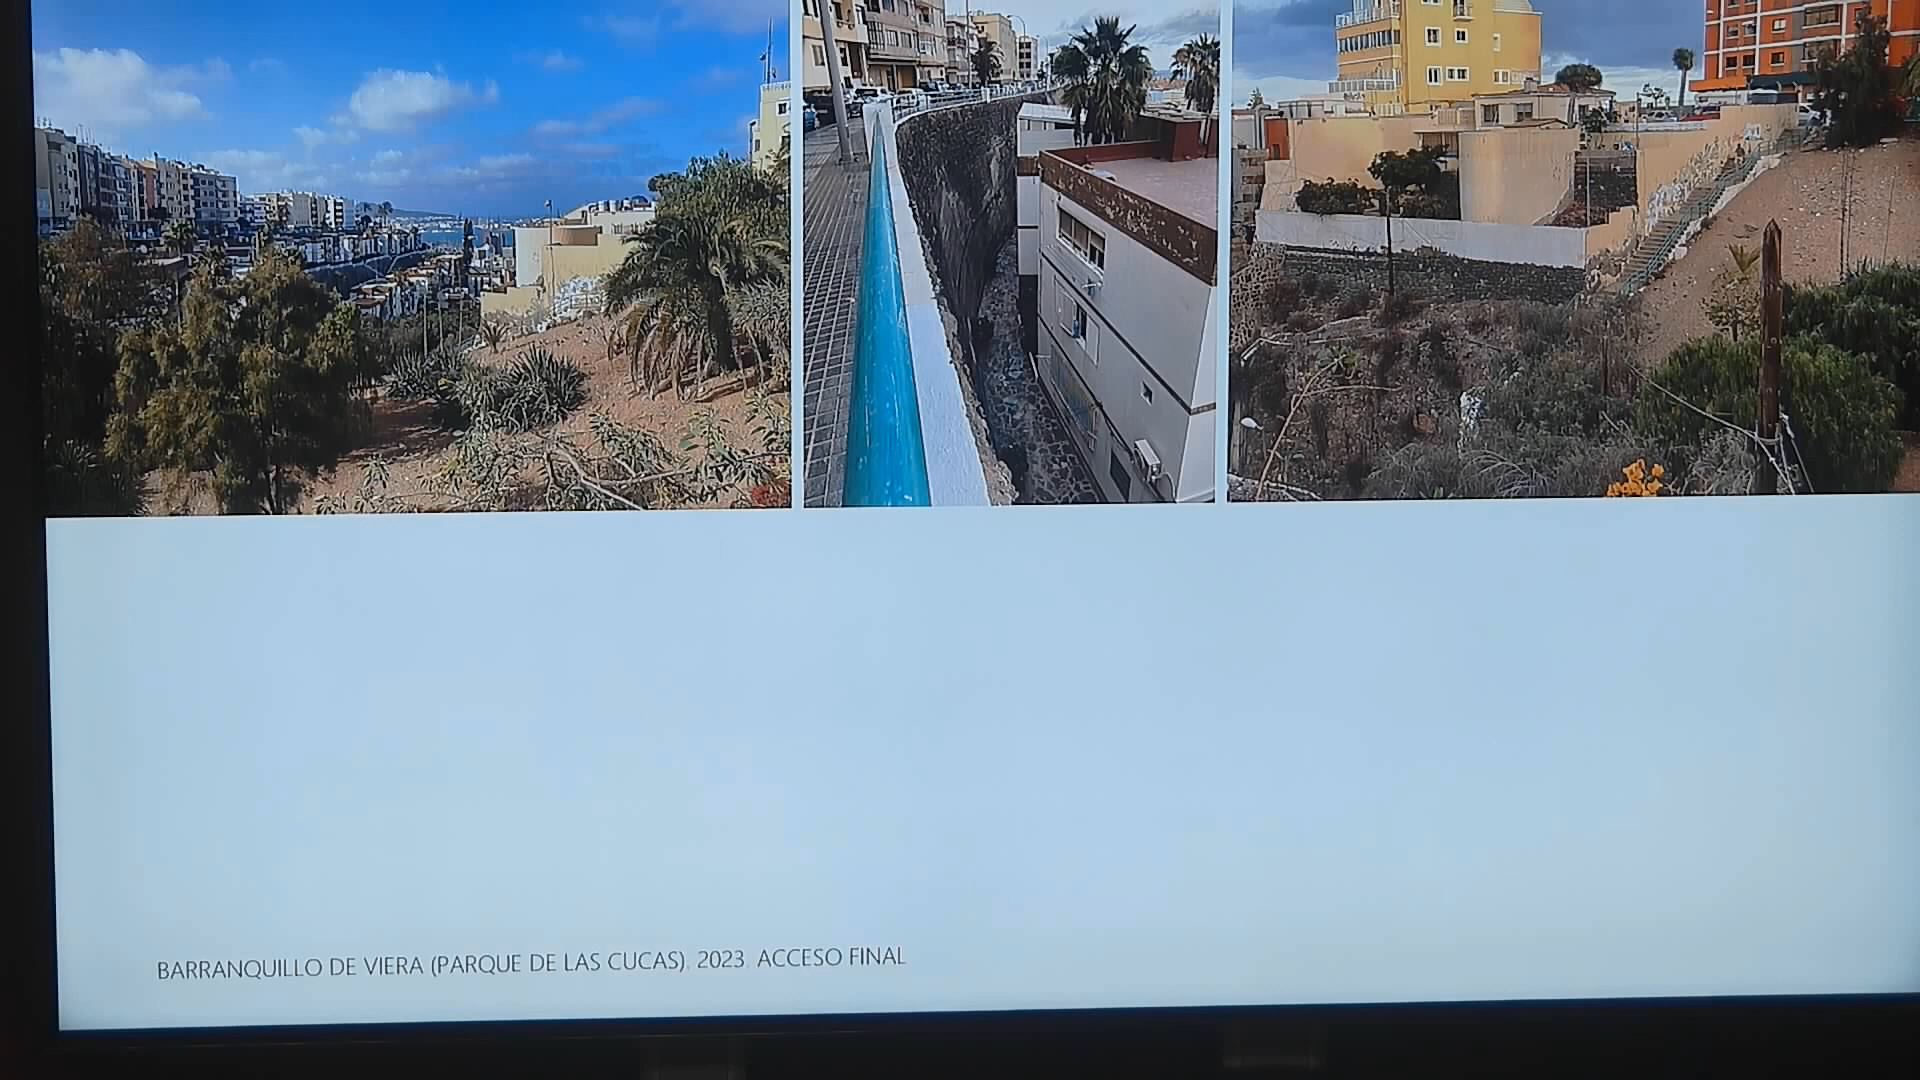 BARRANQUILLO DE VIERA (PARQUE DE LAS CUCAS). 2023. ACCESO FINAL